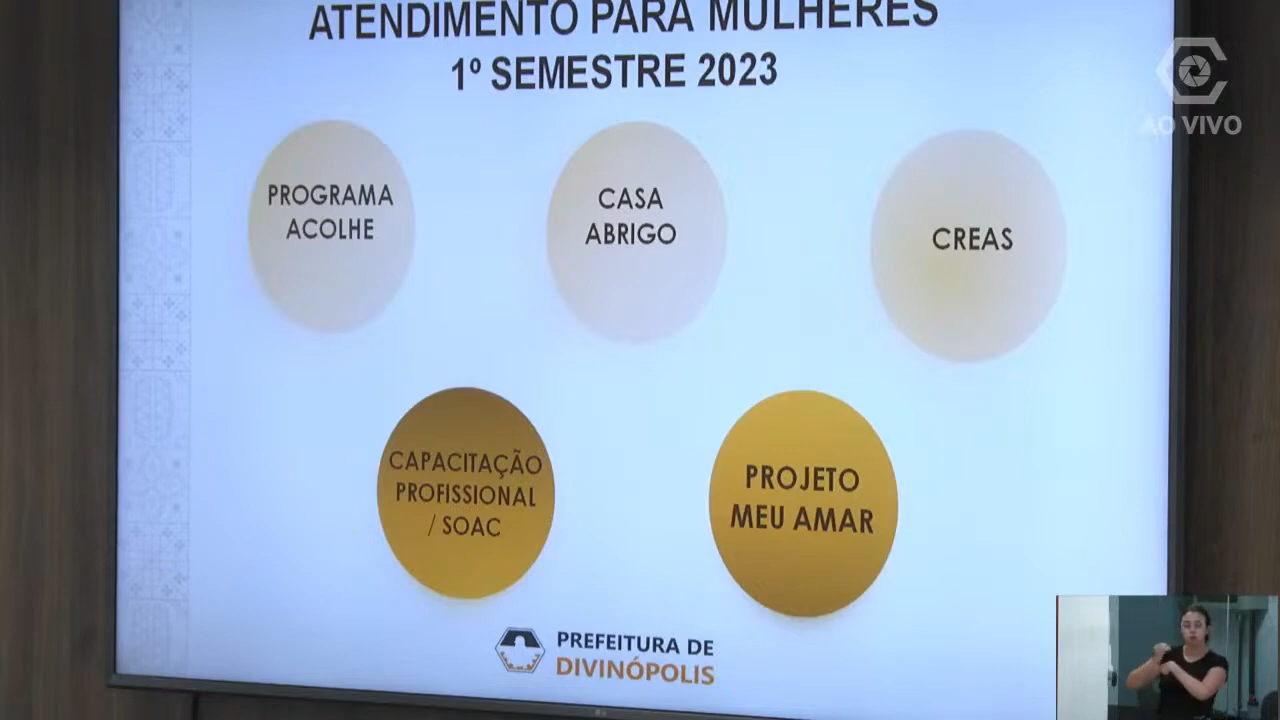 ATENDIMENTO PARA MULHERES
1º SEMESTRE 2023
AO VIVO
PROGRAMA
ACOLHE
CASA
ABRIGO
CREAS
CAPACITAÇÃO
PROFISSIONAL
/ SOAC
PROJETO
MEU AMAR
PREFEITURA DE
DIVINÓPOLIS